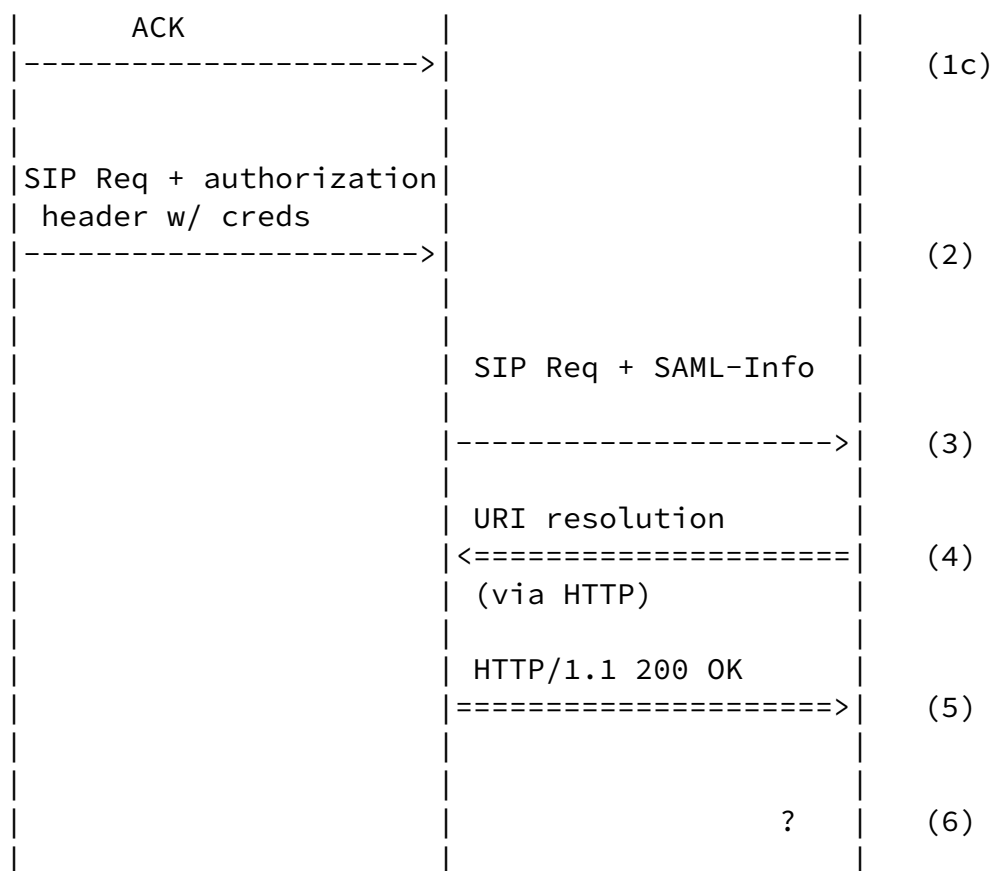 ACK
(1c)
SIP Req + authorization
header w/ creds
(2)
SIP Req + SAML-Info
(3)
URI resolution
(4)
(via HTTP)
HTTP/1.1 200 OK
(5)
? (6)